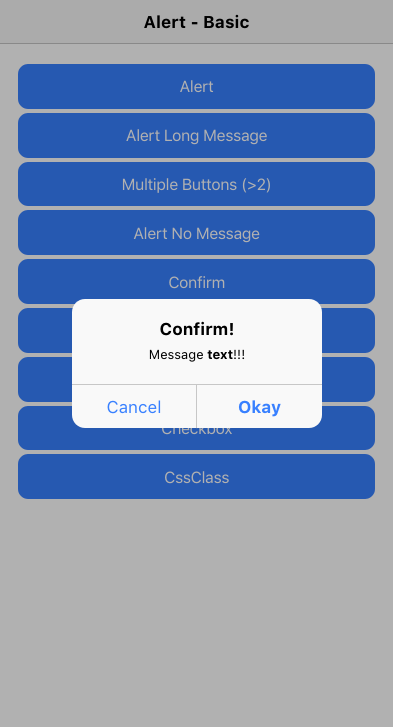 Alert - Basic
Alert
Alert Long Message
Multiple Buttons (>2)
Alert No Message
Confirm
Confirm!
Message text!!!
Cancel
Okay
Checkbox
CssClass